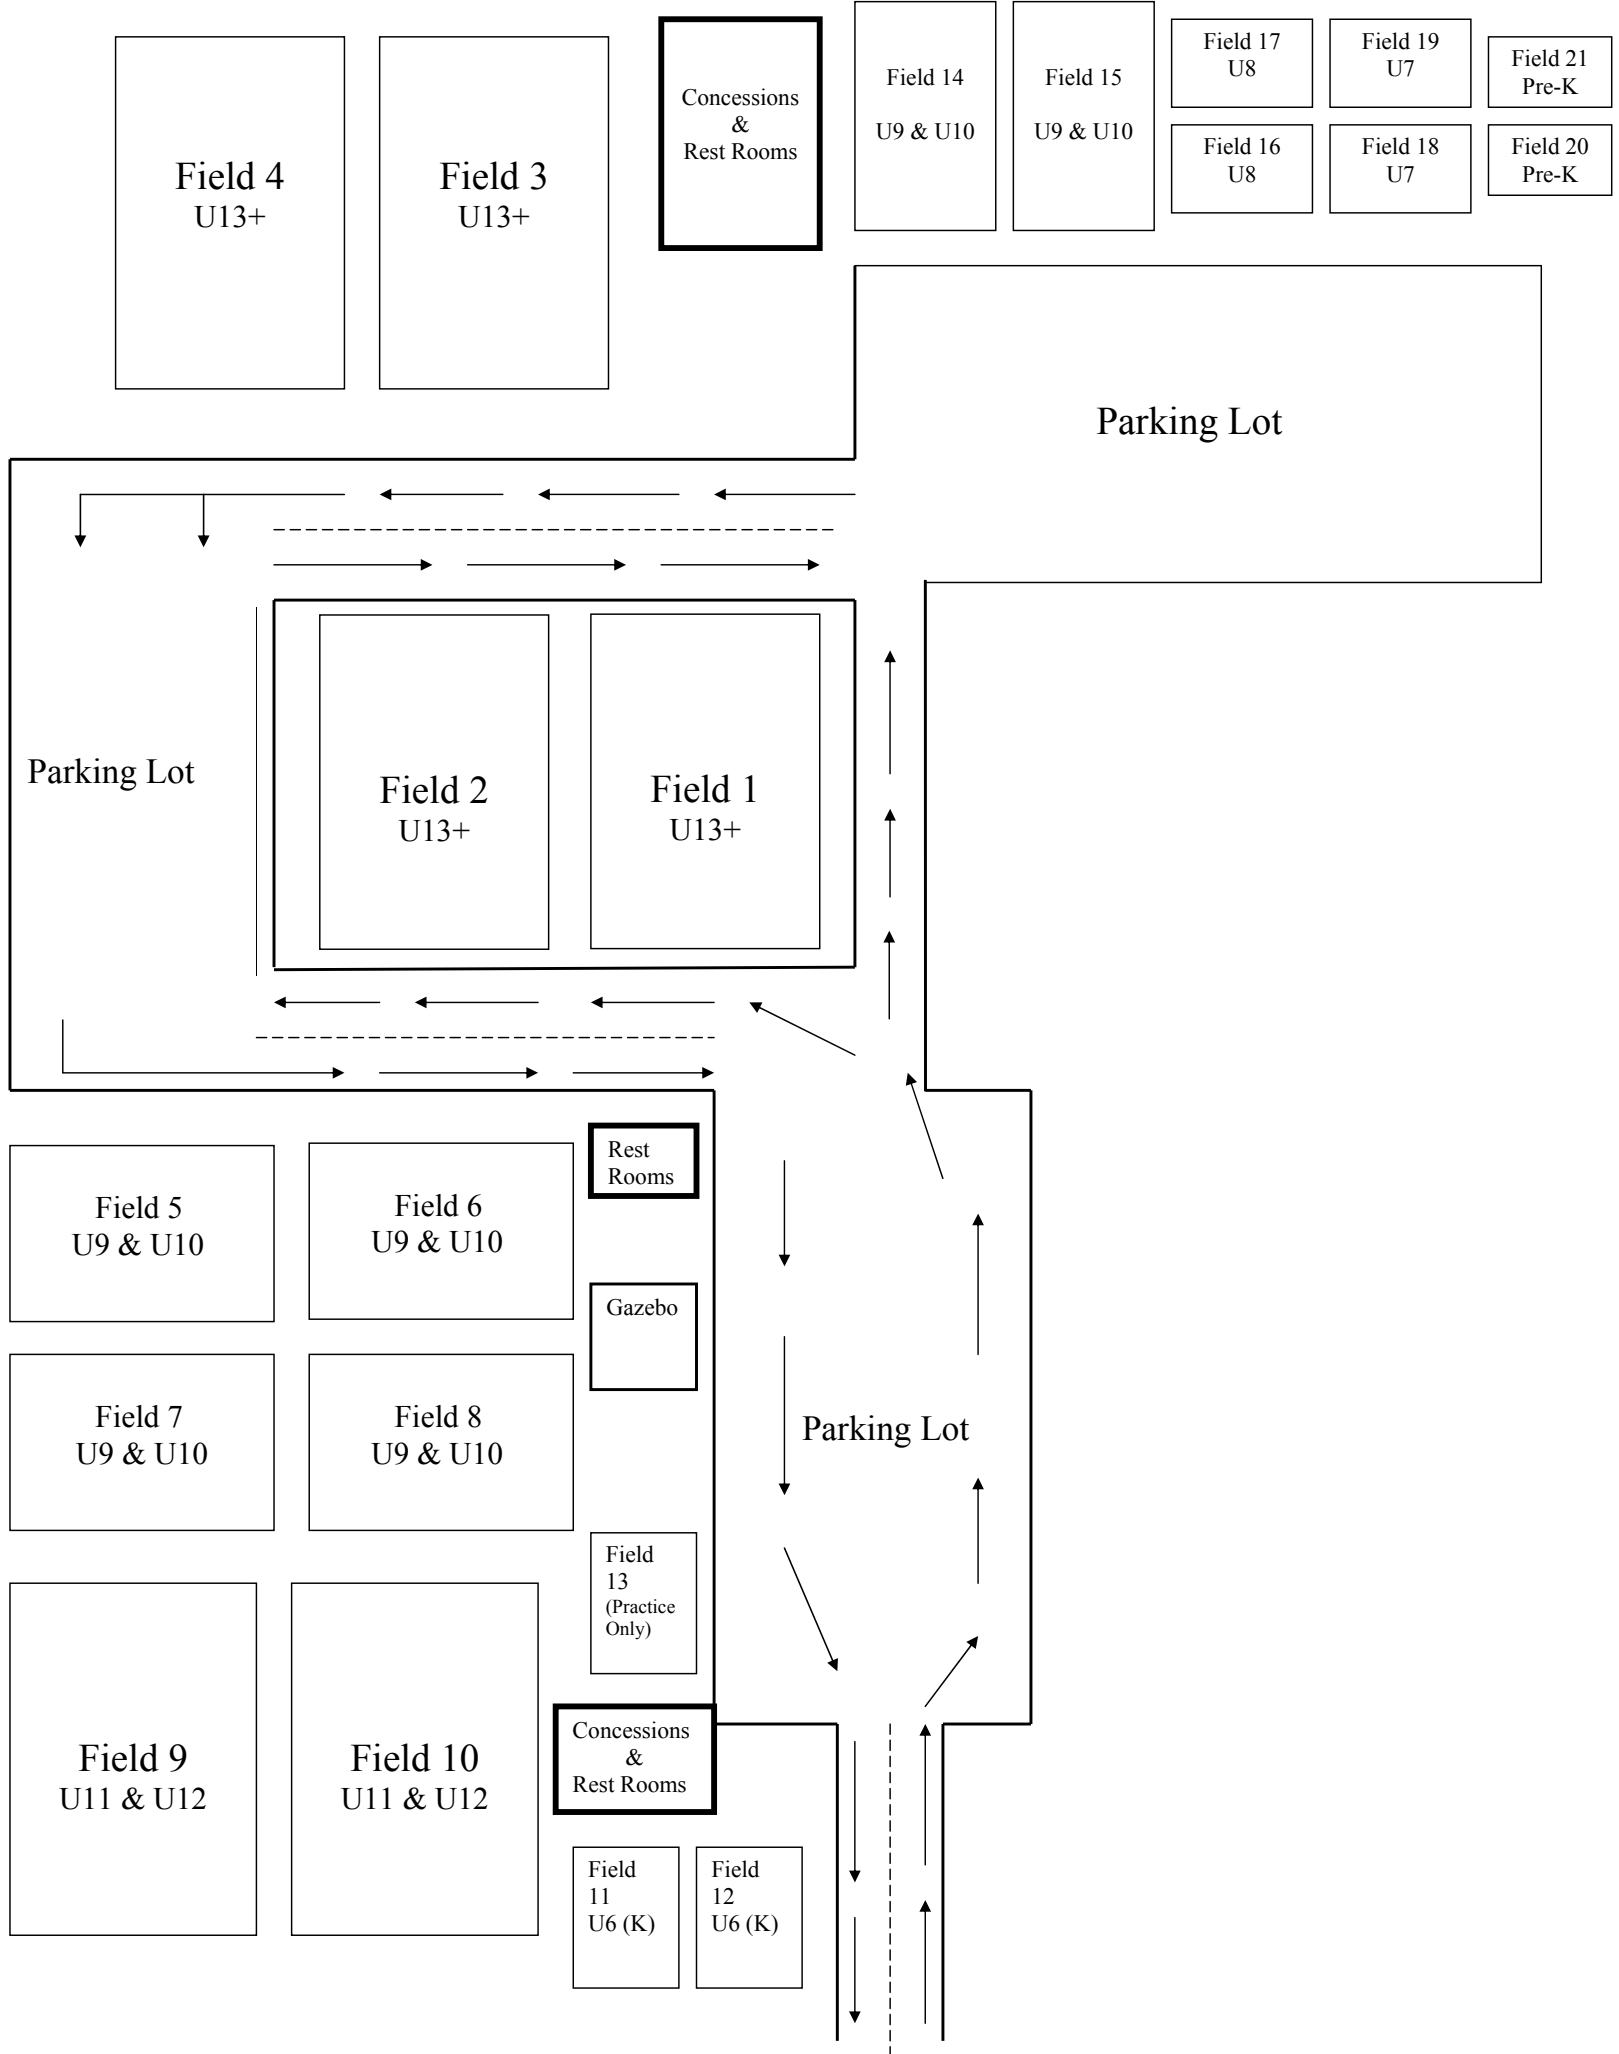 Field 4
U13+
Field 3
U13+
Concessions
&
Rest Rooms
Field 14
U9 & U10
Field 15
U9 & U10
Field 17
U8
Field 19
U7
Field 21
Pre-K
Field 16
U8
Field 18
U7
Field 20
Pre-K
Parking Lot
Parking Lot
Field 2
U13+
Field 1
U13+
Rest
Rooms
Field 5
U9 & U10
Field 6
U9 & U10
Gazebo
Field 7
U9 & U10
Field 8
U9 & U10
Parking Lot
Field
13
(Practice
Only)
Field 9
U11 & U12
Field 10
U11 & U12
Concessions
&
Rest Rooms
Field
11
U6 (K)
Field
12
U6 (K)